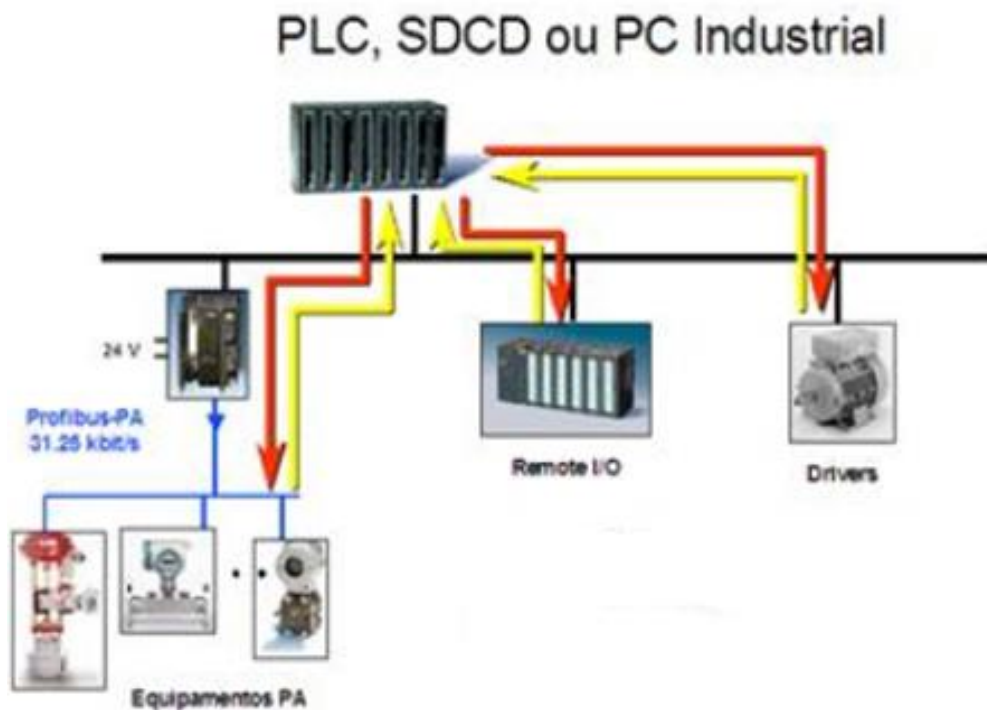 PLC, SDCD ou PC Industrial
24 V
Profibus-PA
31.25 kbit/s
Remote I/O
Drivers
Equipamentos PA